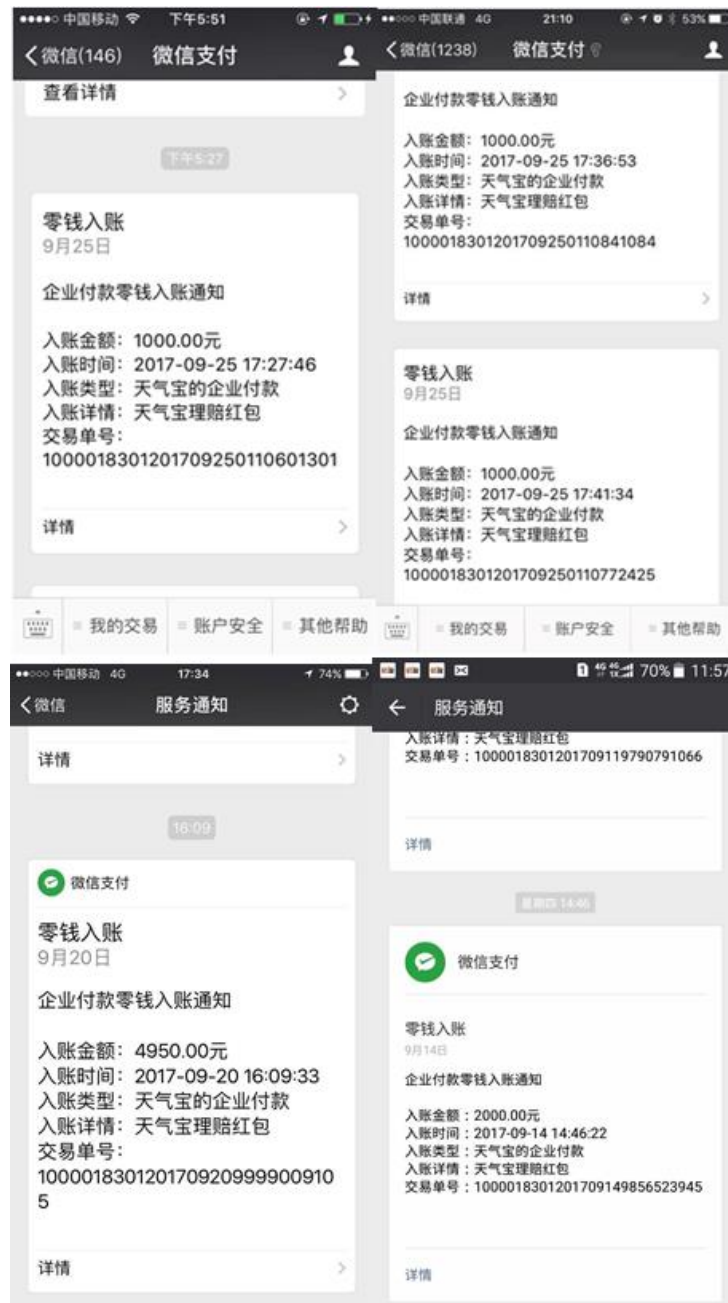 中国移动 下午5:51
微信(146) 微信支付
查看详情
下午5:27
零钱入账
9月25日
企业付款零钱入账通知
入账金额：1000.00元
入账时间：2017-09-25 17:27:46
入账类型：天气宝的企业付款
入账详情：天气宝理赔红包
交易单号：
1000018301201709250110601301
详情
我的交易 账户安全 其他帮助
中国联通 4G 21:10 53%
微信(1238) 微信支付
企业付款零钱入账通知
入账金额：1000.00元
入账时间：2017-09-25 17:36:53
入账类型：天气宝的企业付款
入账详情：天气宝理赔红包
交易单号：
1000018301201709250110841084
详情
零钱入账
9月25日
企业付款零钱入账通知
入账金额：1000.00元
入账时间：2017-09-25 17:41:34
入账类型：天气宝的企业付款
入账详情：天气宝理赔红包
交易单号：
1000018301201709250110772425
我的交易 账户安全 其他帮助
中国移动 4G 17:34 74%
微信 服务通知
详情
16:09
微信支付
零钱入账
9月20日
企业付款零钱入账通知
入账金额：4950.00元
入账时间：2017-09-20 16:09:33
入账类型：天气宝的企业付款
入账详情：天气宝理赔红包
交易单号：
100001830120170920999900910
5
详情
1 4G 4G 70% 11:57
服务通知
入账详情：天气宝理赔红包
交易单号：1000018301201709119790791066
详情
星期四 14:46
微信支付
零钱入账
9月14日
企业付款零钱入账通知
入账金额：2000.00元
入账时间：2017-09-14 14:46:22
入账类型：天气宝的企业付款
入账详情：天气宝理赔红包
交易单号：1000018301201709149856523945
详情